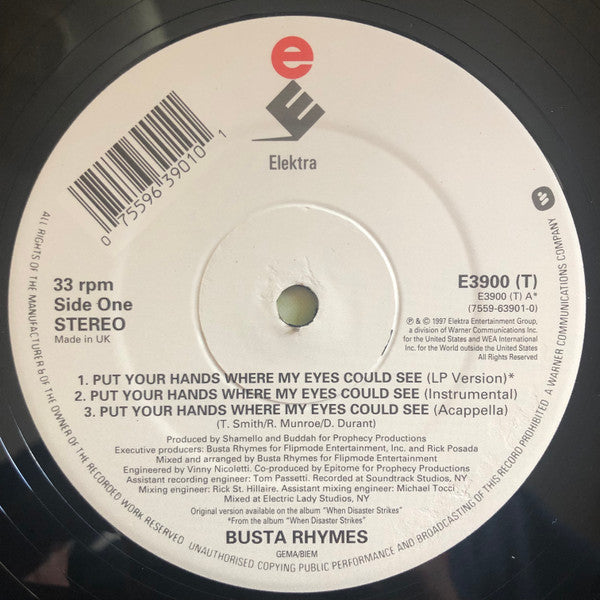 e
E
Elektra
0 75596 39010 1
33 rpm
Side One
STEREO
Made in UK
E3900 (T)
E3900 (T) A*
(7559-63901-0)
℗ & © 1997 Elektra Entertainment Group,
a division of Warner Communications Inc.
for the United States and WEA International
Inc. for the World outside the United States
All Rights Reserved
1. PUT YOUR HANDS WHERE MY EYES COULD SEE (LP Version)*
2. PUT YOUR HANDS WHERE MY EYES COULD SEE (Instrumental)
3. PUT YOUR HANDS WHERE MY EYES COULD SEE (Acappella)
(T. Smith/R. Munroe/D. Durant)
Produced by Shamello and Buddah for Prophecy Productions
Executive producers: Busta Rhymes for Flipmode Entertainment, Inc. and Rick Posada
Mixed and arranged by Busta Rhymes for Flipmode Entertainment
Engineered by Vinny Nicoletti. Co-produced by Epitome for Prophecy Productions
Assistant recording engineer: Tom Passetti. Recorded at Soundtrack Studios, NY
Mixing engineer: Rick St. Hillaire. Assistant mixing engineer: Michael Tocci
Mixed at Electric Lady Studios, NY
Original version available on the album "When Disaster Strikes"
*From the album "When Disaster Strikes"
BUSTA RHYMES
GEMA/BIEM
ALL RIGHTS OF THE MANUFACTURER & OF THE OWNER OF THE RECORDED WORK RESERVED UNAUTHORISED COPYING PUBLIC PERFORMANCE AND BROADCASTING OF THIS RECORD PROHIBITED A WARNER COMMUNICATIONS COMPANY